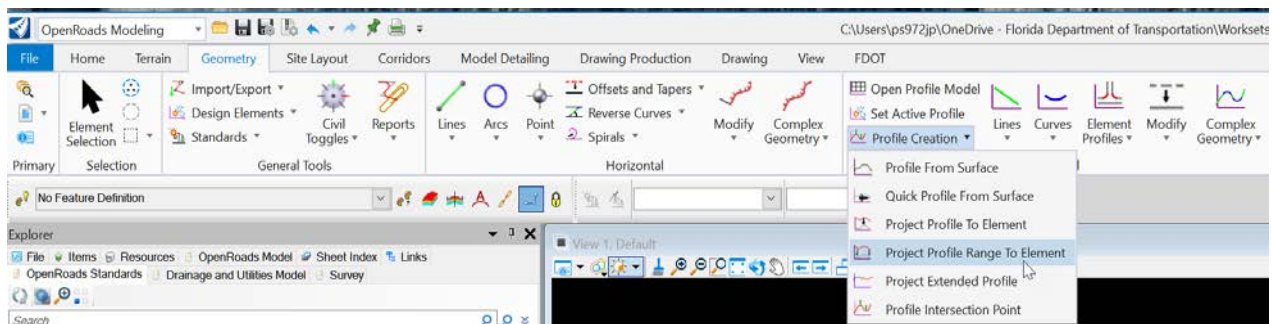 OpenRoads Modeling
C:\Users\ps972jp\OneDrive - Florida Department of Transportation\Worksets
File Home Terrain Geometry Site Layout Corridors Model Detailing Drawing Production Drawing View FDOT
Import/Export
Design Elements
Standards
Element Selection
Civil Toggles
Reports
Lines
Arcs
Point
Offsets and Tapers
Reverse Curves
Spirals
Modify
Complex Geometry
Open Profile Model
Set Active Profile
Profile Creation
Lines
Curves
Element Profiles
Modify
Complex Geometry
Primary Selection General Tools Horizontal
Profile From Surface
Quick Profile From Surface
Project Profile To Element
Project Profile Range To Element
Project Extended Profile
Profile Intersection Point
No Feature Definition
Explorer
File Items Resources OpenRoads Model Sheet Index Links
OpenRoads Standards Drainage and Utilities Model Survey
Search
View 1, Default